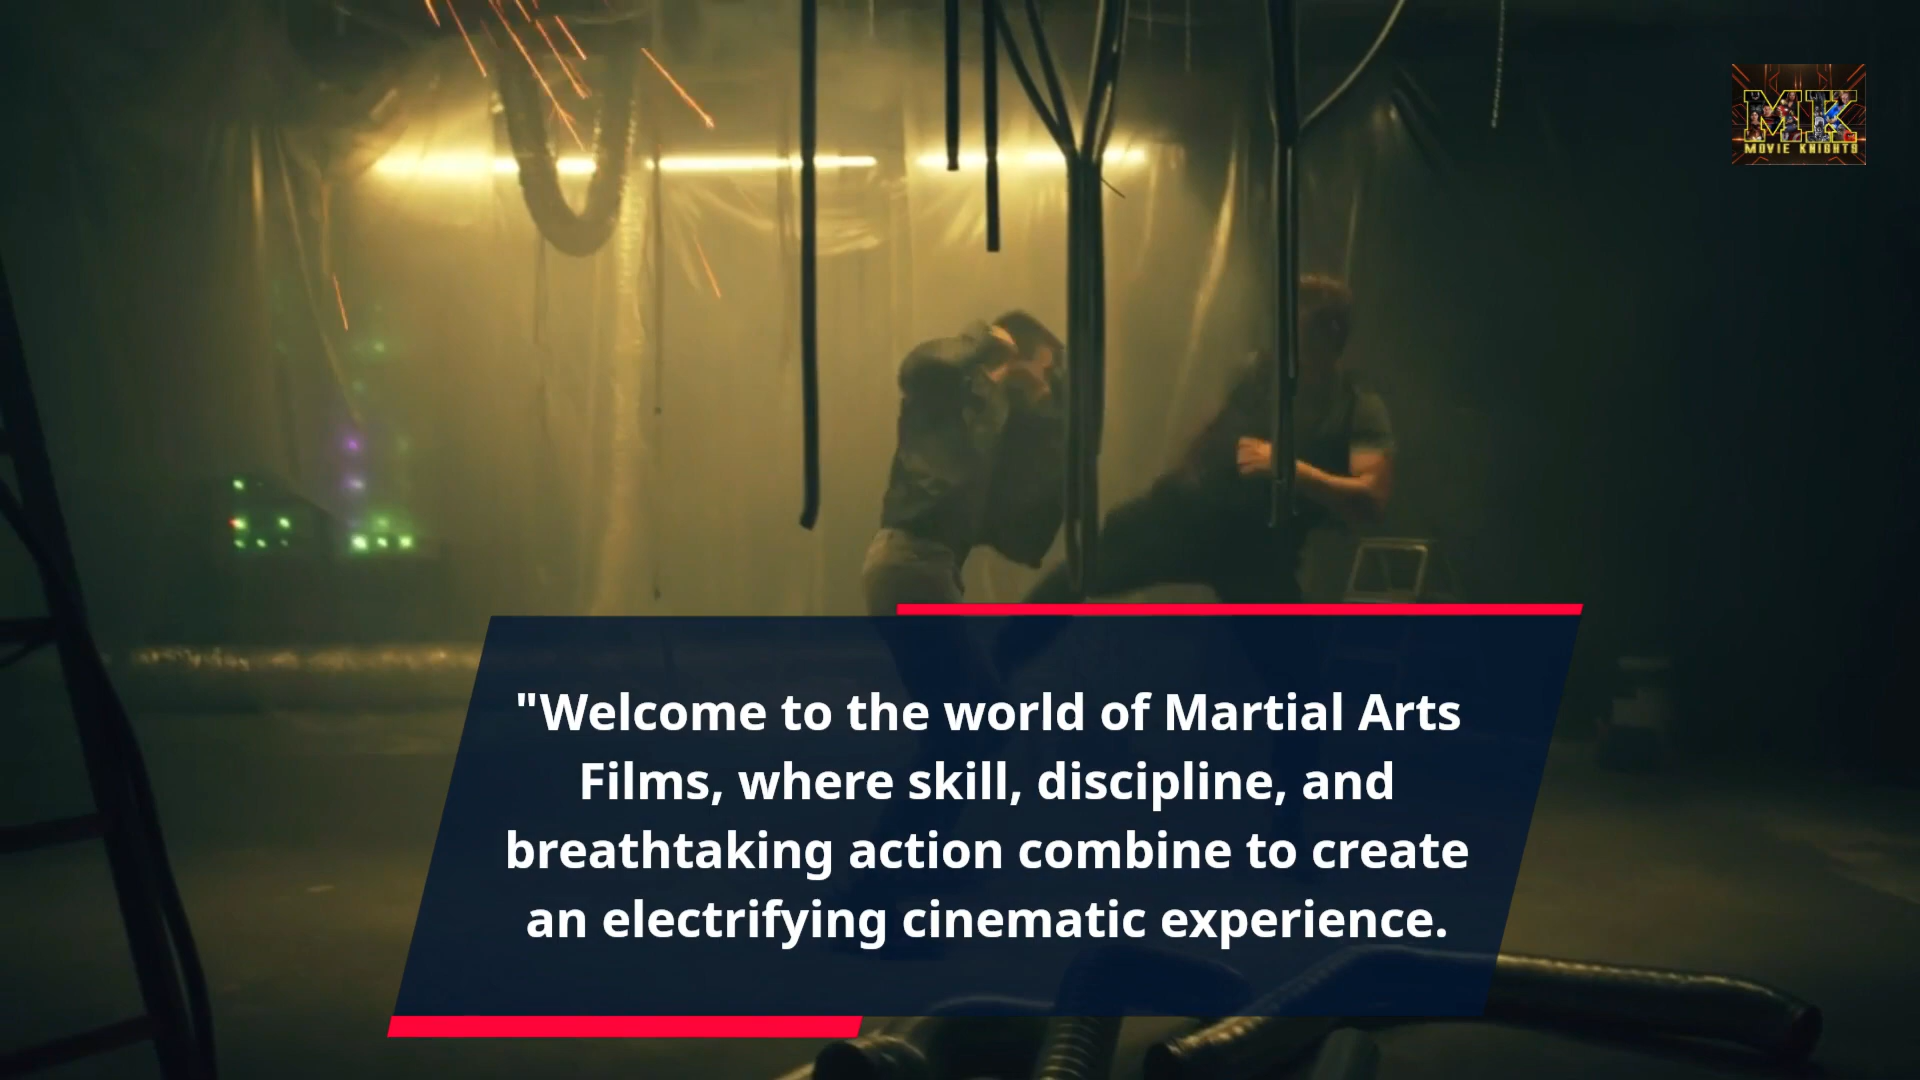 MK
MOVIE KNIGHTS
"Welcome to the world of Martial Arts
Films, where skill, discipline, and
breathtaking action combine to create
an electrifying cinematic experience.